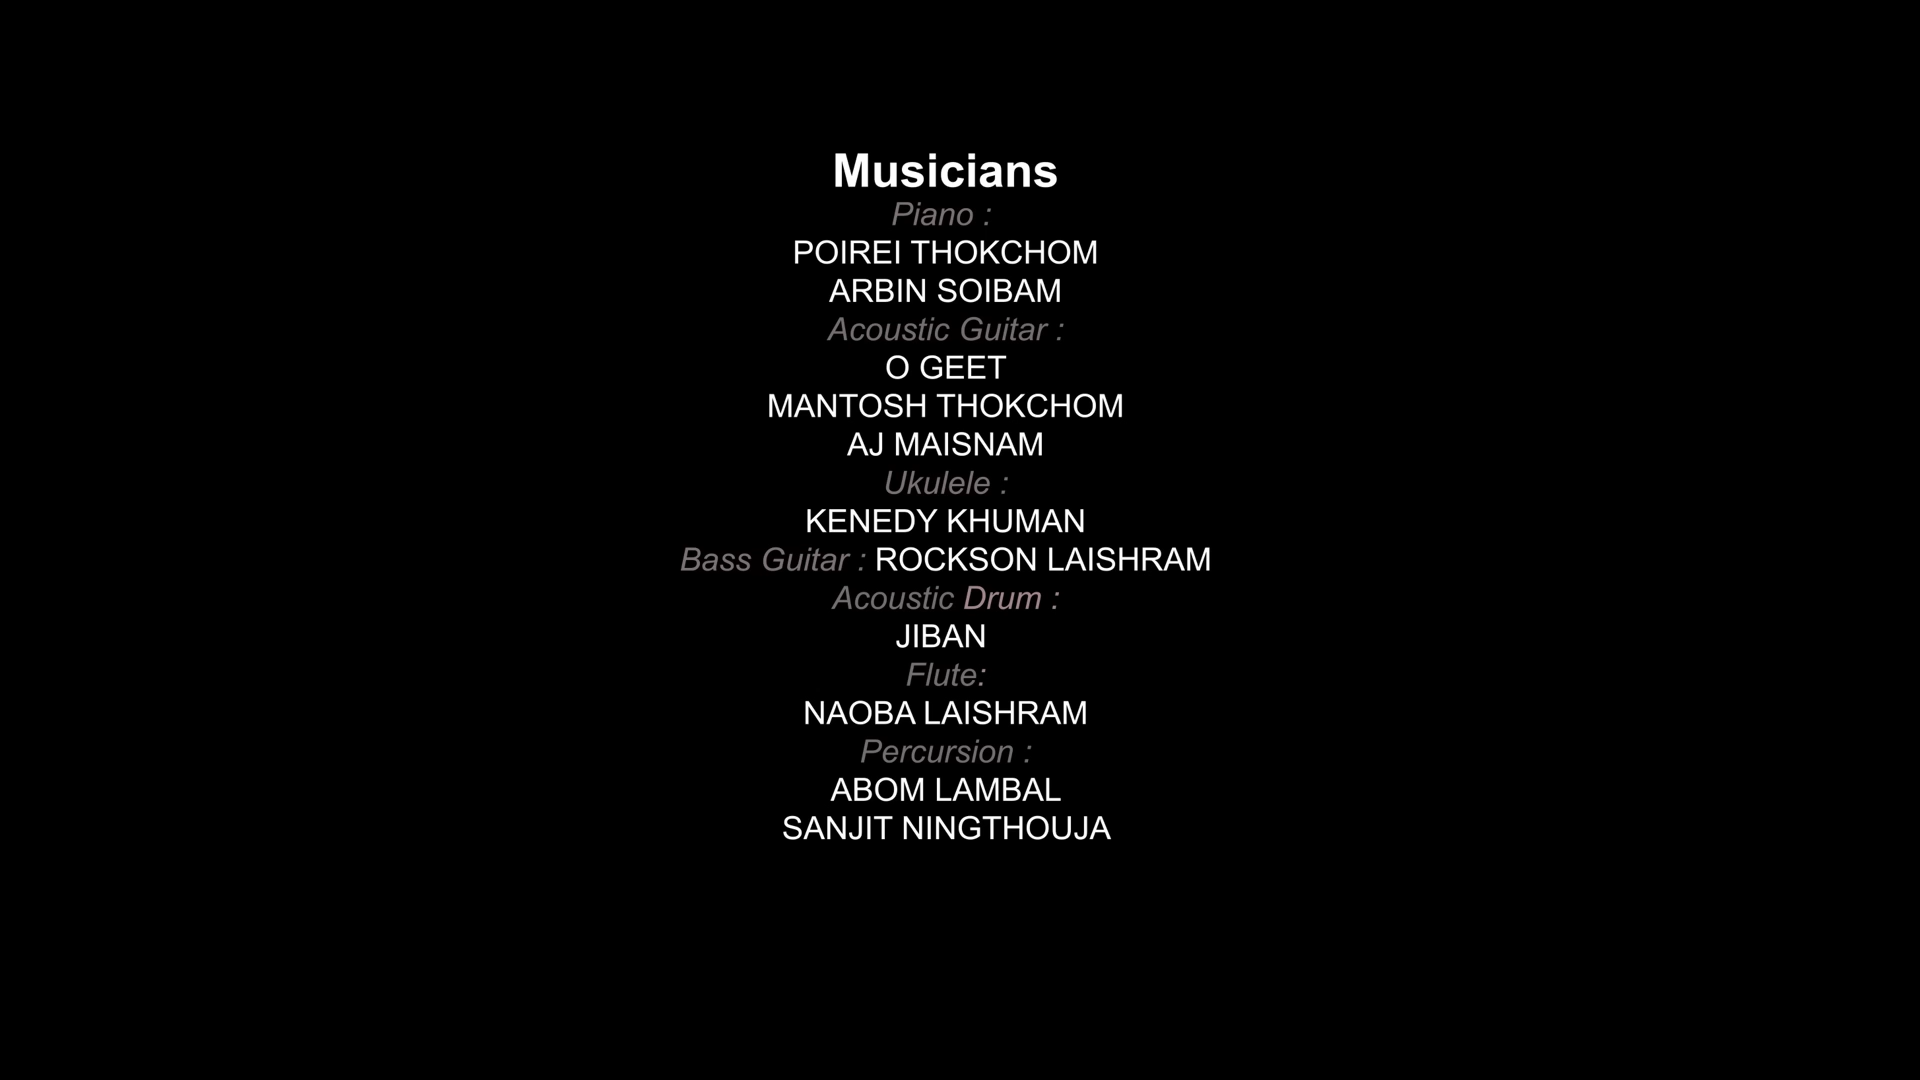 Musicians
Piano :
POIREI THOKCHOM
ARBIN SOIBAM
Acoustic Guitar :
O GEET
MANTOSH THOKCHOM
AJ MAISNAM
Ukulele :
KENEDY KHUMAN
Bass Guitar : ROCKSON LAISHRAM
Acoustic Drum :
JIBAN
Flute:
NAOBA LAISHRAM
Percursion :
ABOM LAMBAL
SANJIT NINGTHOUJA